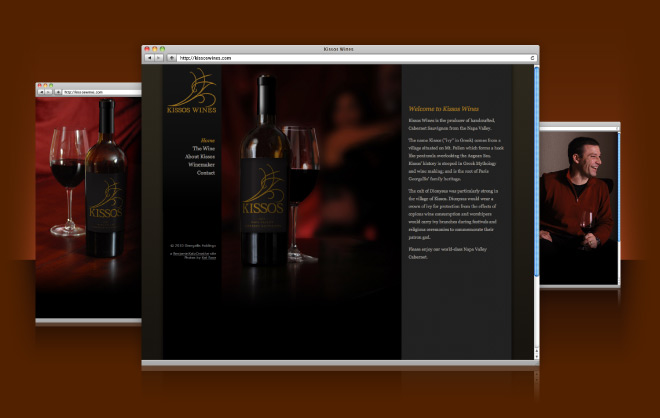 Kissos Wines
http://kissoswines.com
http://kissoswines.com
KISSOS WINES
Home
The Wine
About Kissos
Winemaker
Contact
KISSOS
KISSOS
Welcome to Kissos Wines
Kissos Wines is the producer of handcrafted,
Cabernet Sauvignon from the Napa Valley.
The name Kissos ("Ivy" in Greek) comes from a
village situated on Mt. Pelion which forms a hook
like peninsula overlooking the Aegean Sea.
Kissos' history is steeped in Greek Mythology
and wine making, and is the root of Paris
Georgallis' family heritage.
The cult of Dionysus was particularly strong in
the village of Kissos. Dionysus would wear a
crown of ivy for protection from the effects of
copious wine consumption and worshipers
would carry ivy branches during festivals and
religious ceremonies to commemorate their
patron god.
Please enjoy our world-class Napa Valley
Cabernet.